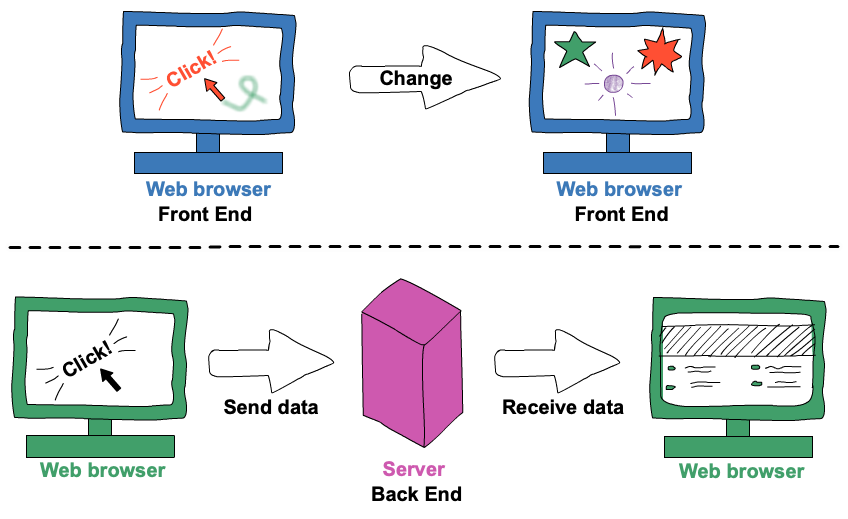 Click!
Change
Web browser
Front End
Web browser
Front End
Click!
Send data
Receive data
Web browser
Server
Back End
Web browser